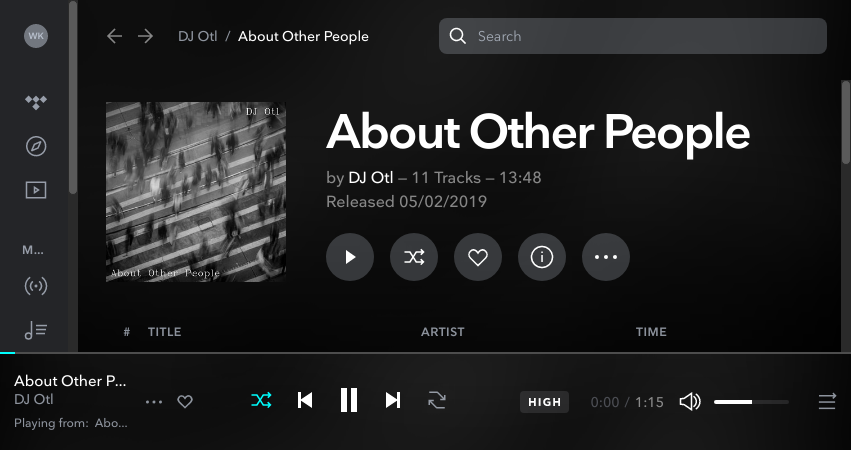 WK
DJ Otl / About Other People
Search
DJ Otl
About Other People
About Other People
by DJ Otl – 11 Tracks – 13:48
Released 05/02/2019
M...
# TITLE ARTIST TIME
About Other P...
DJ Otl
Playing from: Abo...
HIGH
0:00 / 1:15